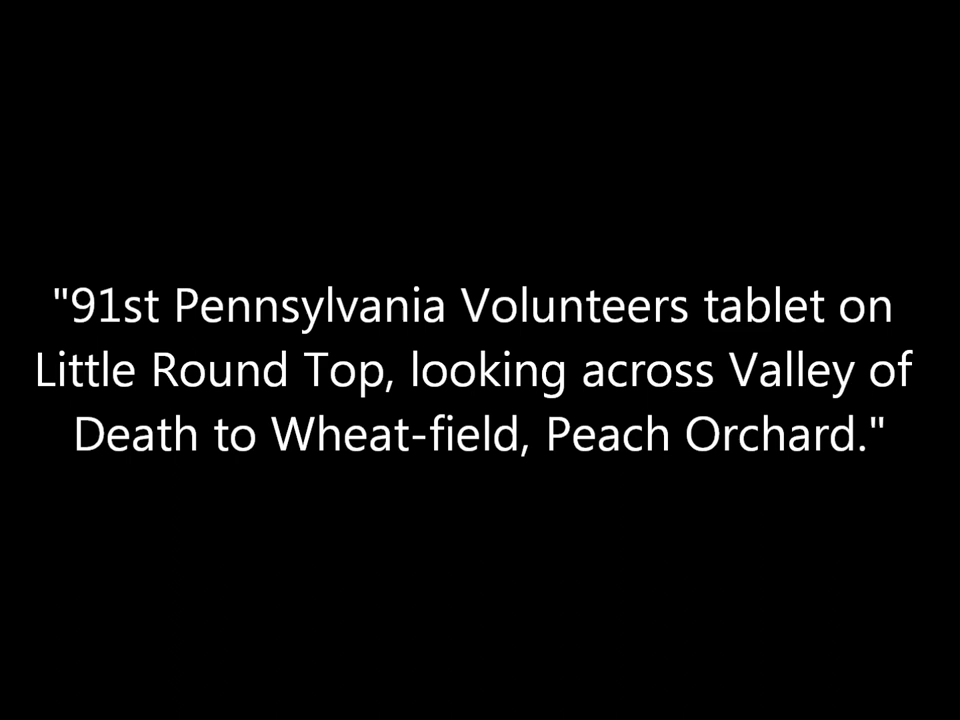 "91st Pennsylvania Volunteers tablet on
Little Round Top, looking across Valley of
Death to Wheat-field, Peach Orchard."